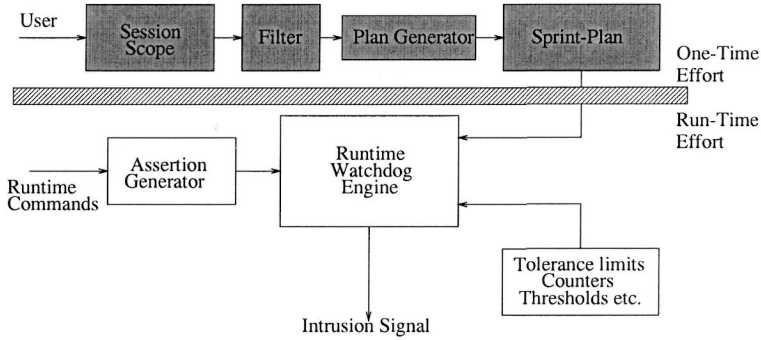 User
Session
Scope
Filter
Plan Generator
Sprint-Plan
One-Time
Effort
Run-Time
Effort
Runtime
Commands
Assertion
Generator
Runtime
Watchdog
Engine
Tolerance limits
Counters
Thresholds etc.
Intrusion Signal